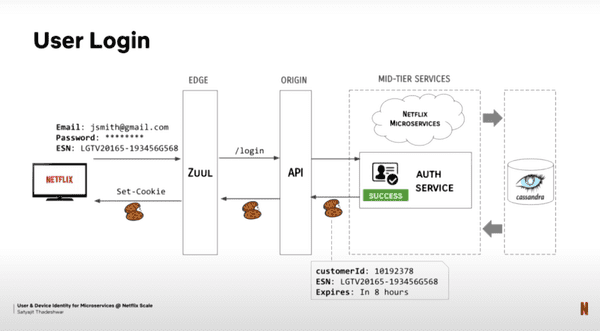 User Login
EDGE
ORIGIN
MID-TIER SERVICES
Email: jsmith@gmail.com
Password: ********
ESN: LGTV20165-193456G568
NETFLIX
Set-Cookie
ZUUL
/login
API
NETFLIX
MICROSERVICES
AUTH
SERVICE
SUCCESS
cassandra
customerId: 10192378
ESN: LGTV20165-193456G568
Expires: In 8 hours
User & Device Identity for Microservices @ Netflix Scale
Satyajit Thadeshwar
N